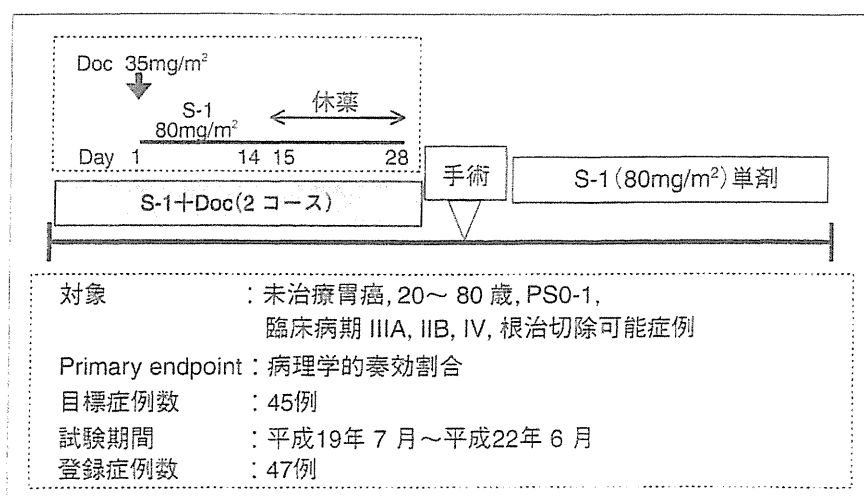 Doc 35mg/m²
S-1
80mg/m²
休薬
Day 1 14 15 28
S-1+Doc(2 コース)
手術
S-1(80mg/m²)単剤
対象 :未治療胃癌, 20~ 80 歳, PS0-1,
臨床病期 IIIA, IIB, IV, 根治切除可能症例
Primary endpoint:病理学的奏効割合
目標症例数 :45例
試験期間 :平成19年 7 月~平成22年 6 月
登録症例数 :47例